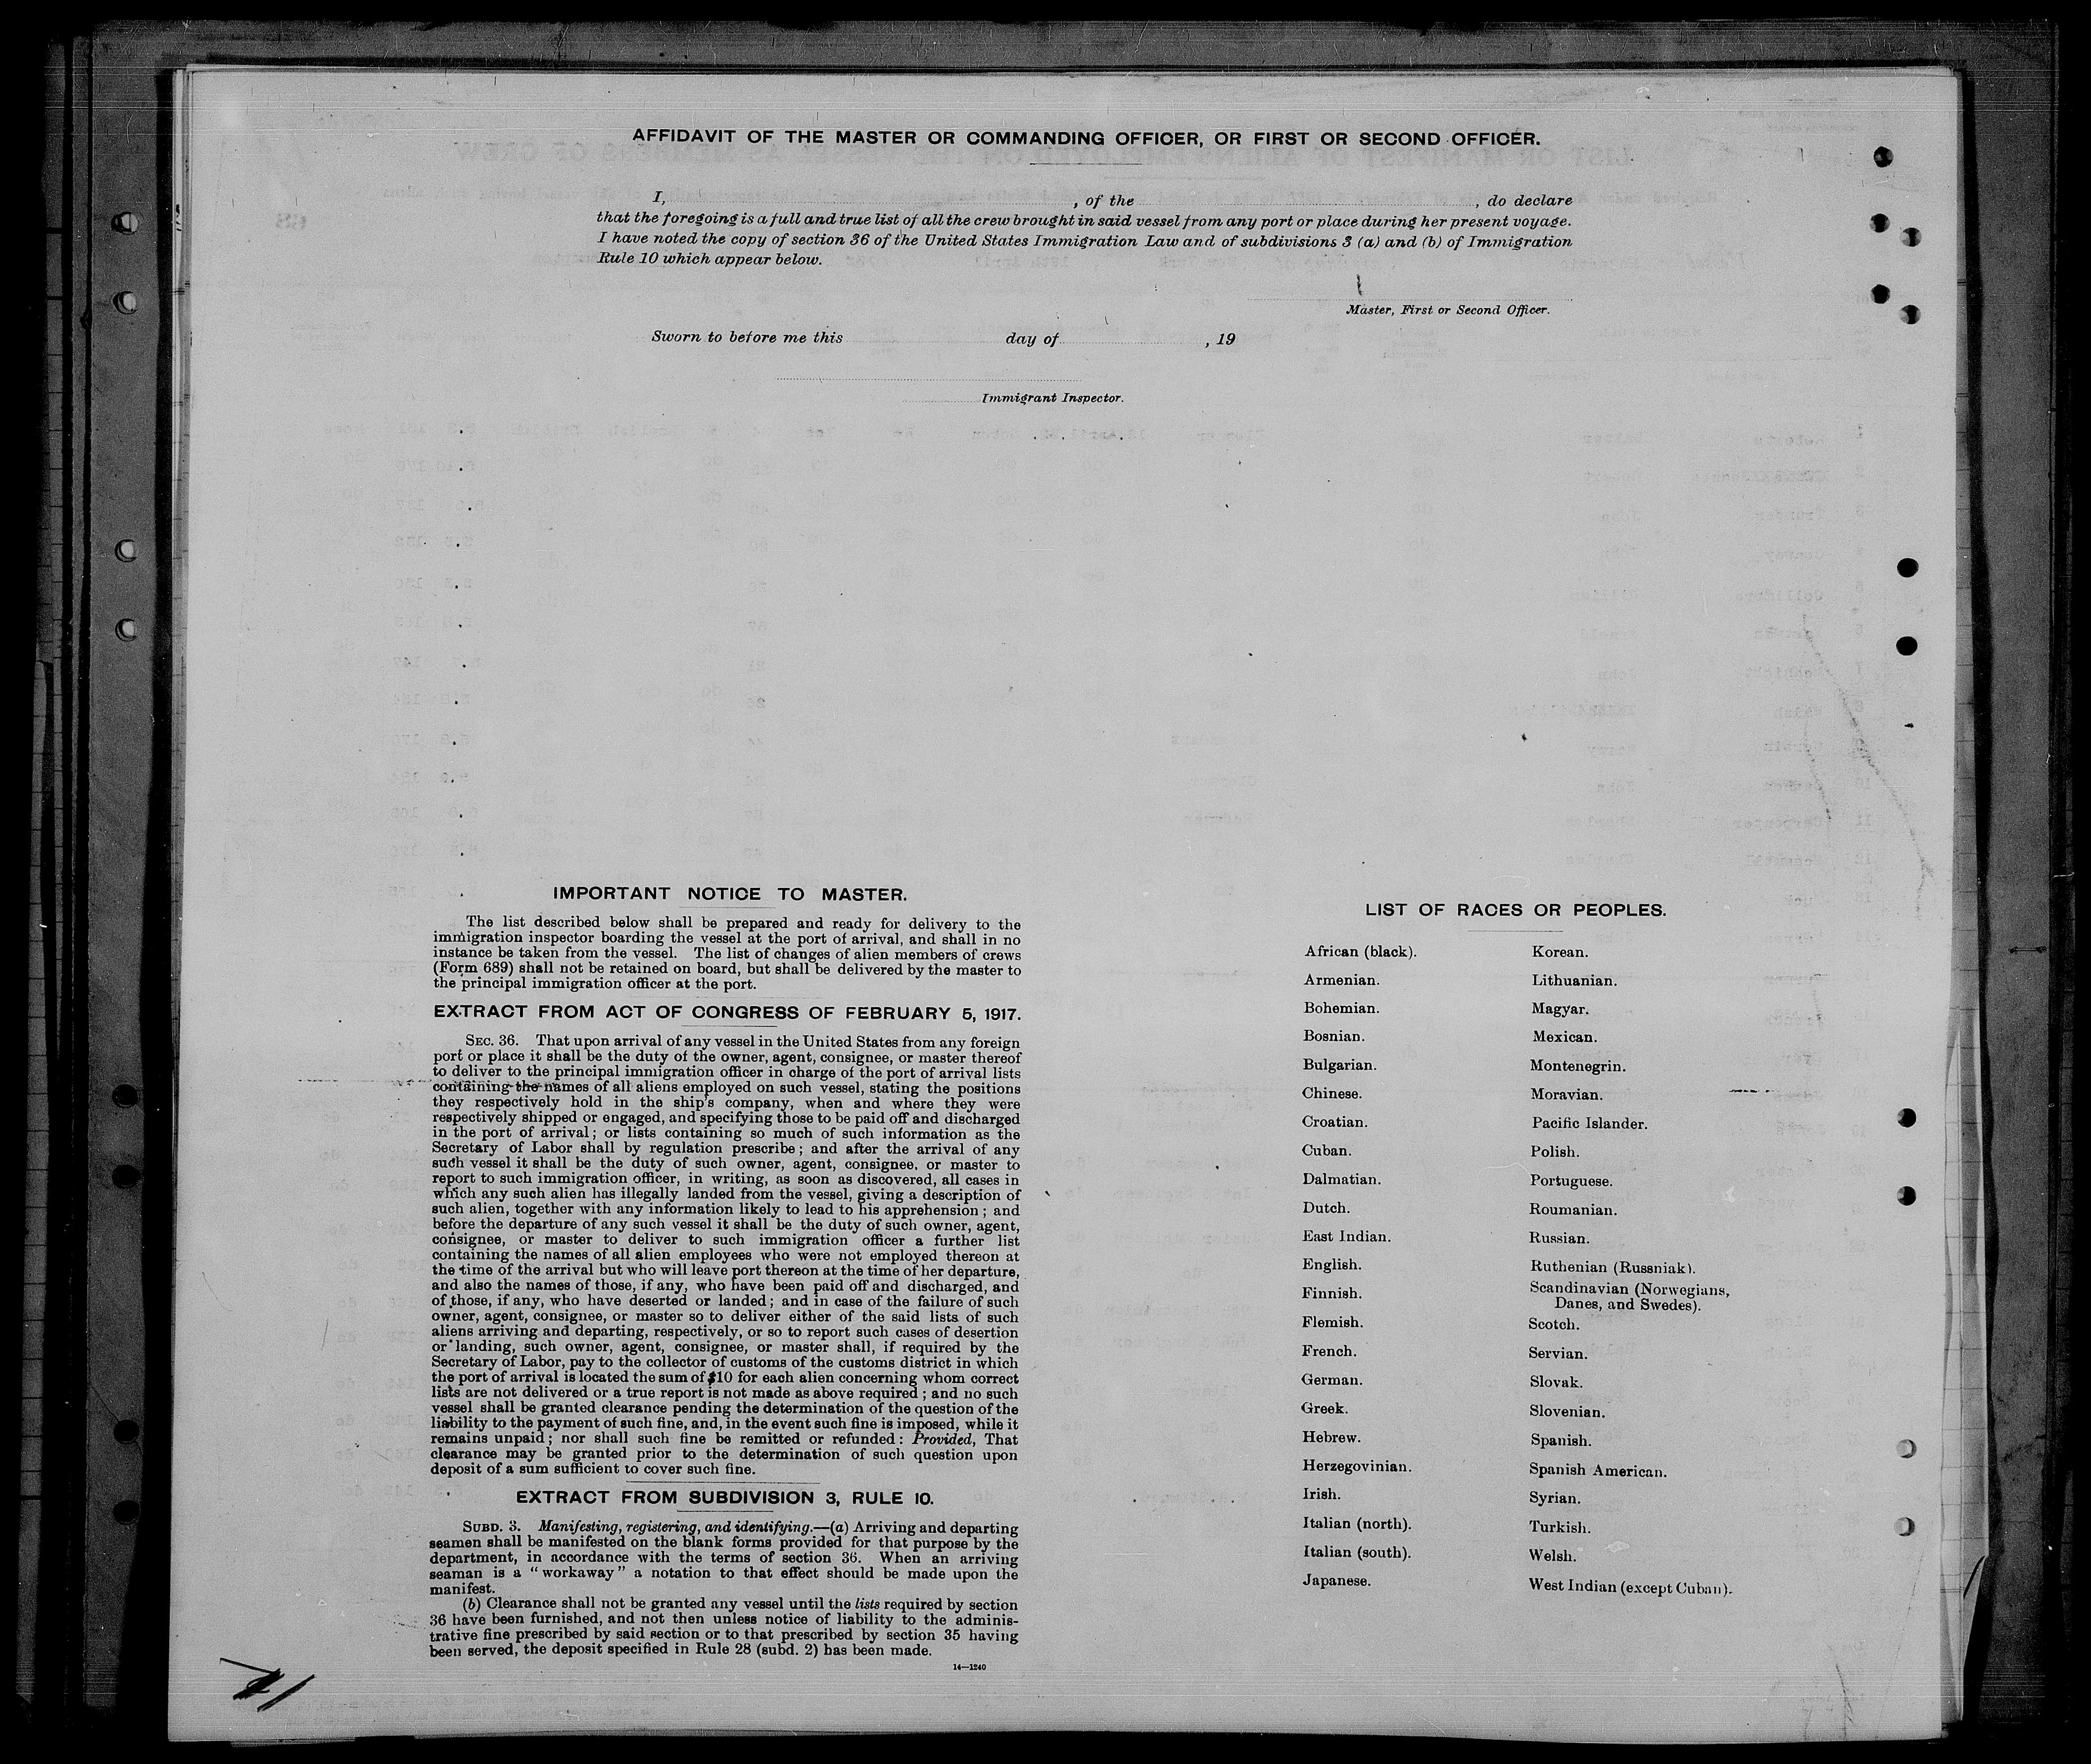 AFFIDAVIT OF THE MASTER OR COMMANDING OFFICER, OR FIRST OR SECOND OFFICER.
I, , of the , do declare
that the foregoing is a full and true list of all the crew brought in said vessel from any port or place during her present voyage.
I have noted the copy of section 36 of the United States Immigration Law and of subdivisions 3 (a) and (b) of Immigration
Rule 10 which appear below.
Master, First or Second Officer.
Sworn to before me this day of , 19
Immigrant Inspector.
IMPORTANT NOTICE TO MASTER.
The list described below shall be prepared and ready for delivery to the
immigration inspector boarding the vessel at the port of arrival, and shall in no
instance be taken from the vessel. The list of changes of alien members of crews
(Form 689) shall not be retained on board, but shall be delivered by the master to
the principal immigration officer at the port.
EXTRACT FROM ACT OF CONGRESS OF FEBRUARY 5, 1917.
SEC. 36. That upon arrival of any vessel in the United States from any foreign
port or place it shall be the duty of the owner, agent, consignee, or master thereof
to deliver to the principal immigration officer in charge of the port of arrival lists
containing the names of all aliens employed on such vessel, stating the positions
they respectively hold in the ship's company, when and where they were
respectively shipped or engaged, and specifying those to be paid off and discharged
in the port of arrival; or lists containing so much of such information as the
Secretary of Labor shall by regulation prescribe; and after the arrival of any
such vessel it shall be the duty of such owner, agent, consignee, or master to
report to such immigration officer, in writing, as soon as discovered, all cases in
which any such alien has illegally landed from the vessel, giving a description of
such alien, together with any information likely to lead to his apprehension; and
before the departure of any such vessel it shall be the duty of such owner, agent,
consignee, or master to deliver to such immigration officer a further list
containing the names of all alien employees who were not employed thereon at
the time of the arrival but who will leave port thereon at the time of her departure,
and also the names of those, if any, who have been paid off and discharged, and
of those, if any, who have deserted or landed; and in case of the failure of such
owner, agent, consignee, or master so to deliver either of the said lists of such
aliens arriving and departing, respectively, or so to report such cases of desertion
or landing, such owner, agent, consignee, or master shall, if required by the
Secretary of Labor, pay to the collector of customs of the customs district in which
the port of arrival is located the sum of $10 for each alien concerning whom correct
lists are not delivered or a true report is not made as above required; and no such
vessel shall be granted clearance pending the determination of the question of the
liability to the payment of such fine, and, in the event such fine is imposed, while it
remains unpaid; nor shall such fine be remitted or refunded: Provided, That
clearance may be granted prior to the determination of such question upon
deposit of a sum sufficient to cover such fine.
EXTRACT FROM SUBDIVISION 3, RULE 10.
SUBD. 3. Manifesting, registering, and identifying.—(a) Arriving and departing
seamen shall be manifested on the blank forms provided for that purpose by the
department, in accordance with the terms of section 36. When an arriving
seaman is a "workaway" a notation to that effect should be made upon the
manifest.
(b) Clearance shall not be granted any vessel until the lists required by section
36 have been furnished, and not then unless notice of liability to the adminis-
trative fine prescribed by said section or to that prescribed by section 35 having
been served, the deposit specified in Rule 28 (subd. 2) has been made.
14—1240
LIST OF RACES OR PEOPLES.
African (black).
Armenian.
Bohemian.
Bosnian.
Bulgarian.
Chinese.
Croatian.
Cuban.
Dalmatian.
Dutch.
East Indian.
English.
Finnish.
Flemish.
French.
German.
Greek.
Hebrew.
Herzegovinian.
Irish.
Italian (north).
Italian (south).
Japanese.
Korean.
Lithuanian.
Magyar.
Mexican.
Montenegrin.
Moravian.
Pacific Islander.
Polish.
Portuguese.
Roumanian.
Russian.
Ruthenian (Russniak).
Scandinavian (Norwegians,
Danes, and Swedes).
Scotch.
Servian.
Slovak.
Slovenian.
Spanish.
Spanish American.
Syrian.
Turkish.
Welsh.
West Indian (except Cuban).